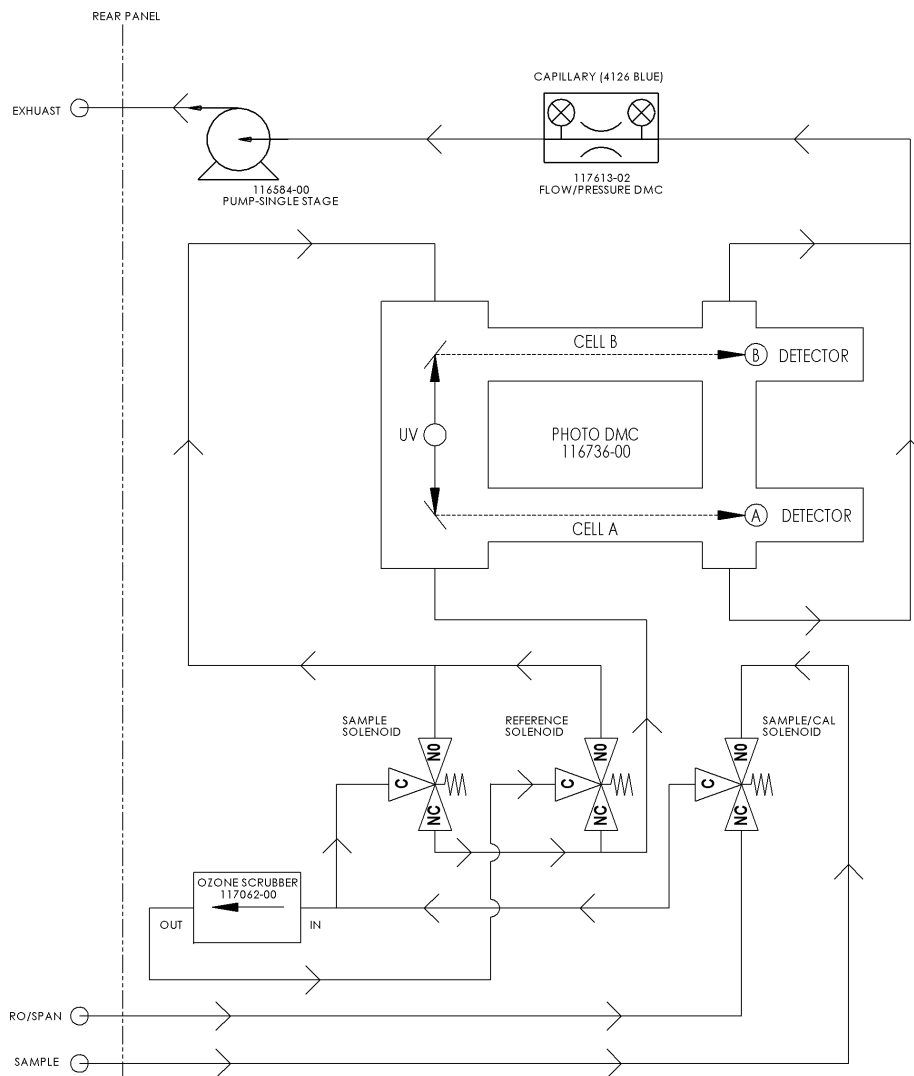 REAR PANEL
EXHUAST
CAPILLARY (4126 BLUE)
117613-02
FLOW/PRESSURE DMC
116584-00
PUMP-SINGLE STAGE
CELL B
B
DETECTOR
UV
PHOTO DMC
116736-00
A
DETECTOR
CELL A
SAMPLE
SOLENOID
REFERENCE
SOLENOID
SAMPLE/CAL
SOLENOID
NO
C
NC
NO
C
NC
NO
C
NC
OZONE SCRUBBER
117062-00
OUT
IN
RO/SPAN
SAMPLE